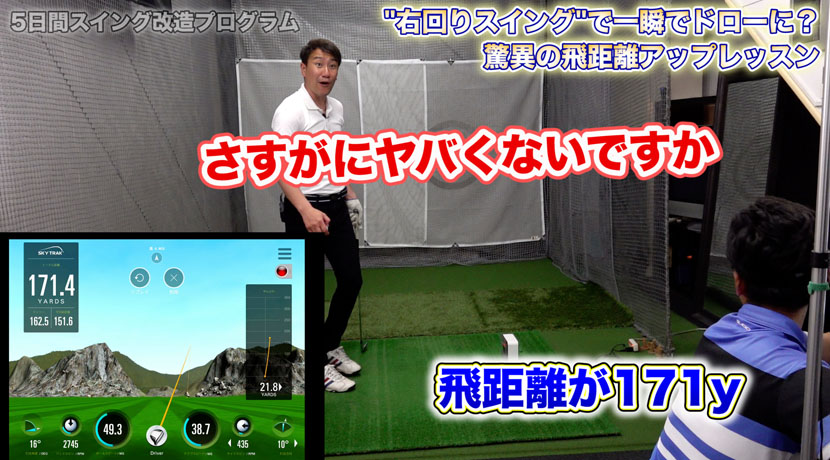 5日間スイング改造プログラム
"右回りスイング"で一瞬でドローに?
驚異の飛距離アップレッスン
さすがにヤバくないですか
飛距離が171y
SKYTRAK
171.4
YARDS
162.5 151.6
21.8
YARDS
16°
2745
49.3
Driver
38.7
435
10°